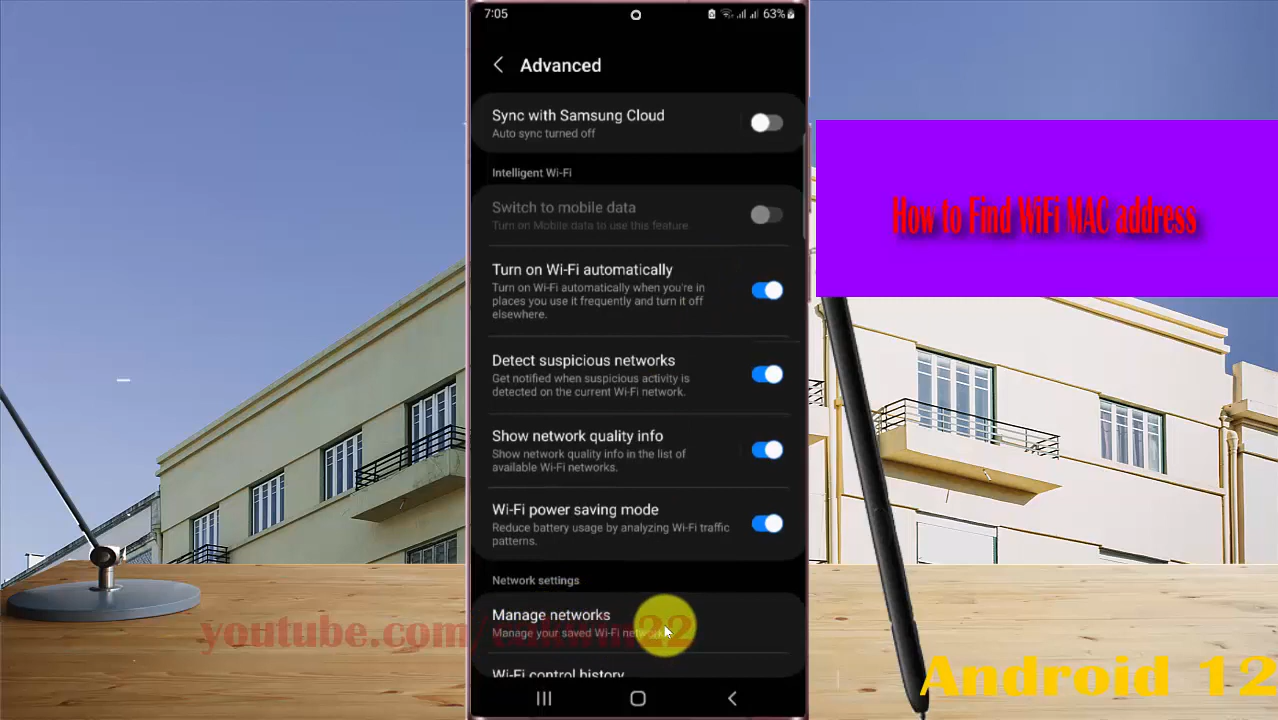 7:05
63%
Advanced
Sync with Samsung Cloud
Auto sync turned off
Intelligent Wi-Fi
Switch to mobile data
Turn on Mobile data to use this feature.
Turn on Wi-Fi automatically
Turn on Wi-Fi automatically when you're in
places you use it frequently and turn it off
elsewhere.
Detect suspicious networks
Get notified when suspicious activity is
detected on the current Wi-Fi network.
Show network quality info
Show network quality info in the list of
available Wi-Fi networks.
Wi-Fi power saving mode
Reduce battery usage by analyzing Wi-Fi traffic
patterns.
Network settings
Manage networks
Manage your saved Wi-Fi
Wi-Fi control history
How to Find WiFi MAC address
youtube.com/
Android 12